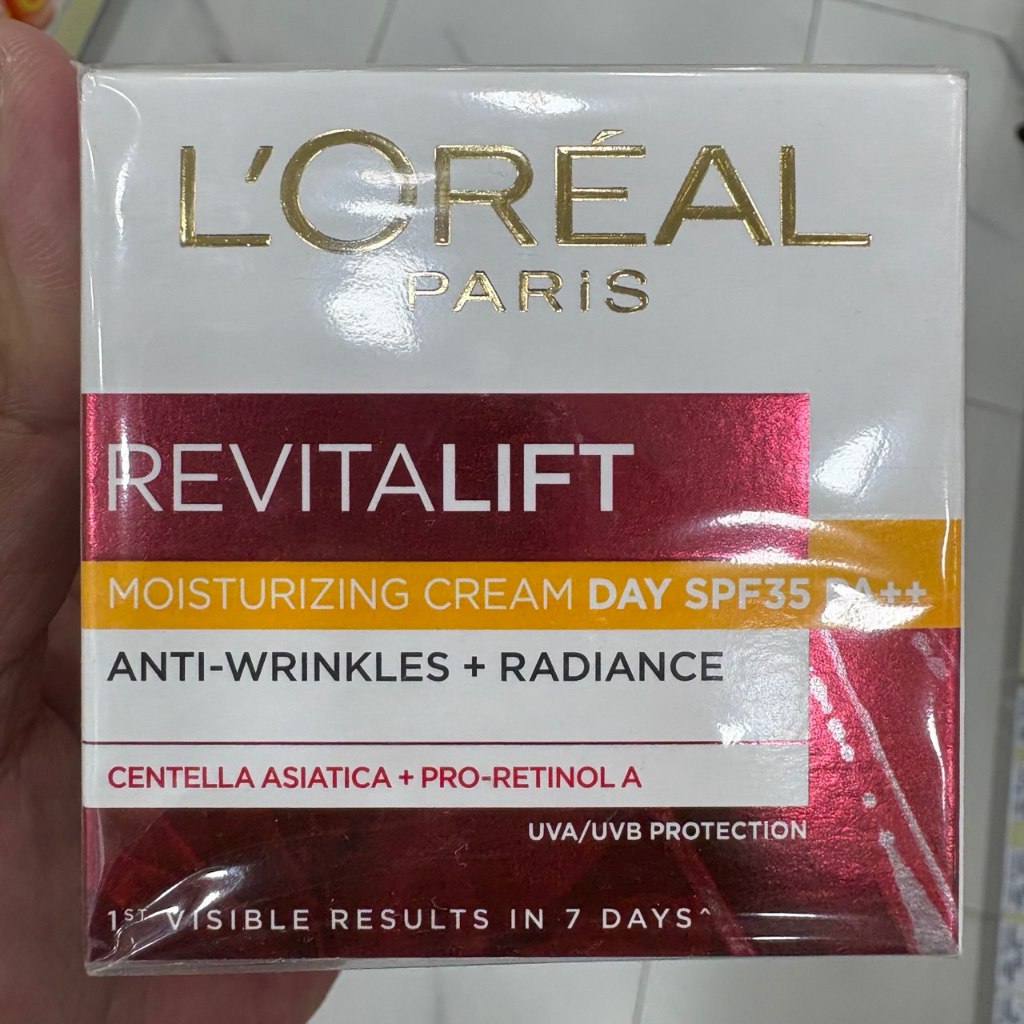 L'ORÉAL
PARiS
REVITALIFT
MOISTURIZING CREAM DAY SPF35 PA++
ANTI-WRINKLES + RADIANCE
CENTELLA ASIATICA + PRO-RETINOL A
UVA/UVB PROTECTION
1ST VISIBLE RESULTS IN 7 DAYS^